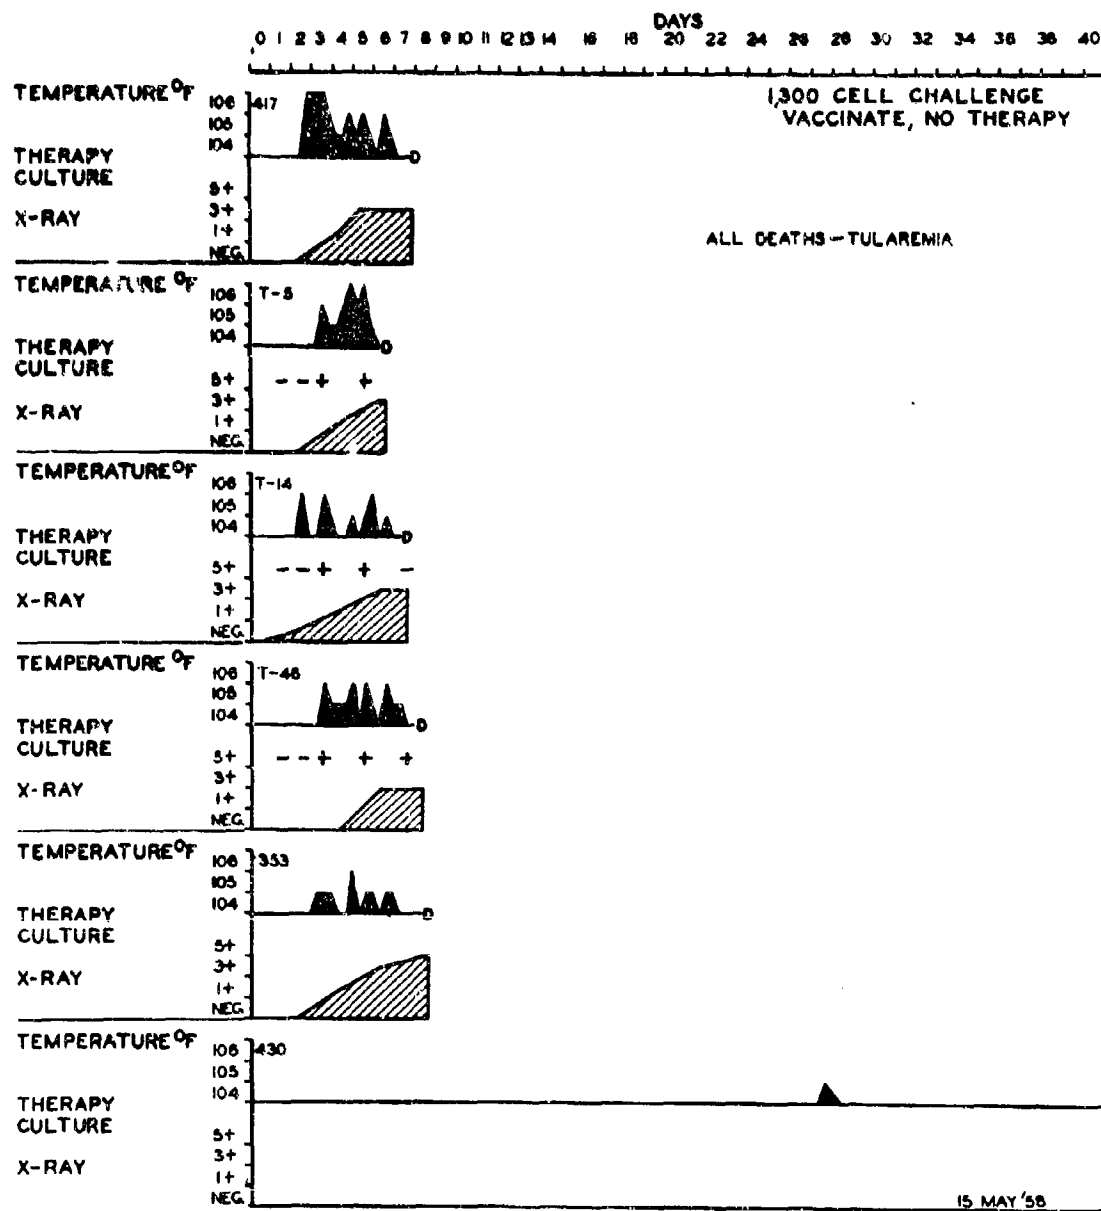 DAYS
0 1 2 3 4 5 6 7 8 9 10 11 12 13 14 16 18 20 22 24 26 28 30 32 34 36 38 40
1,300 CELL CHALLENGE
VACCINATE, NO THERAPY
ALL DEATHS-TULAREMIA
TEMPERATURE °F
106 417
105
104
D
THERAPY
CULTURE
5+
X-RAY
3+
1+
NEG.
TEMPERATURE °F
106 T-5
105
104
D
THERAPY
CULTURE
5+ - - + +
X-RAY
3+
1+
NEG.
TEMPERATURE °F
106 T-14
105
104
D
THERAPY
CULTURE
5+ - - + + -
X-RAY
3+
1+
NEG.
TEMPERATURE °F
106 T-46
105
104
D
THERAPY
CULTURE
5+ - - + + +
X-RAY
3+
1+
NEG.
TEMPERATURE °F
106 353
105
104
D
THERAPY
CULTURE
5+
X-RAY
3+
1+
NEG.
TEMPERATURE °F
106 430
105
104
THERAPY
CULTURE
5+
X-RAY
3+
1+
NEG.
15 MAY '58